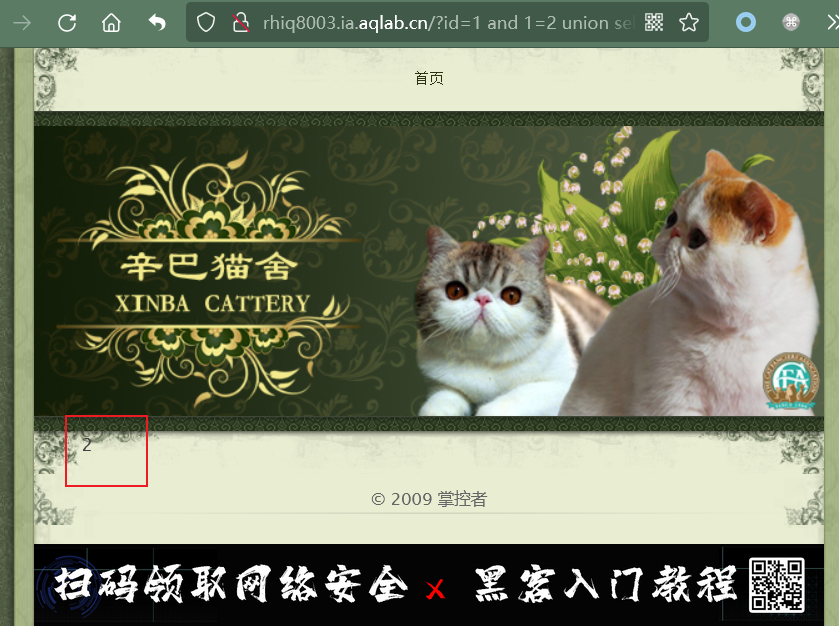 rhiq8003.ia.aqlab.cn/?id=1 and 1=2 union se
首页
辛巴猫舍
XINBA CATTERY
2
© 2009 掌控者
扫码领取网络安全 x 黑客入门教程